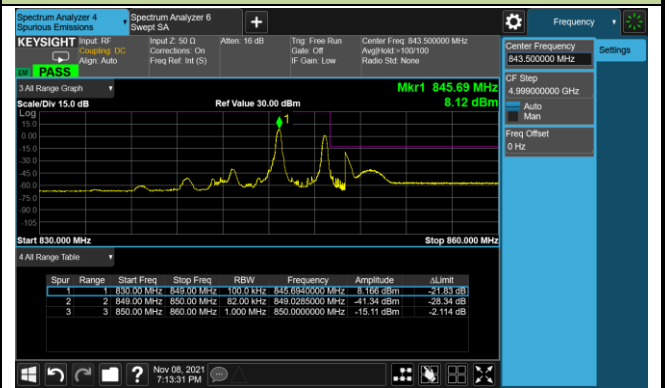 Spectrum Analyzer 4
Spurious Emissions
Spectrum Analyzer 6
Swept SA
Frequency
KEYSIGHT
Input: RF
Coupling: DC
Align: Auto
Input Z: 50 Ω
Corrections: On
Freq Ref: Int (S)
Atten: 16 dB
Trig: Free Run
Gate: Off
IF Gain: Low
Center Freq: 843.500000 MHz
Avg|Hold:>100/100
Radio Std: None
PASS
3 All Range Graph
Mkr1 845.69 MHz
Scale/Div 15.0 dB
Ref Value 30.00 dBm
8.12 dBm
Log
15.0
0.00
-15.0
-30.0
-45.0
-60.0
-75.0
-90.0
-105
1
Start 830.000 MHz
Stop 860.000 MHz
4 All Range Table
Spur Range Start Freq Stop Freq RBW Frequency Amplitude ΔLimit
1 1 830.00 MHz 849.00 MHz 100.0 kHz 845.6940000 MHz 8.166 dBm -21.83 dB
2 2 849.00 MHz 850.00 MHz 82.00 kHz 849.0285000 MHz -41.34 dBm -28.34 dB
3 3 850.00 MHz 860.00 MHz 1.000 MHz 850.0000000 MHz -15.11 dBm -2.114 dB
Center Frequency
843.500000 MHz
Settings
CF Step
4.999000000 GHz
Auto
Man
Freq Offset
0 Hz
Nov 08, 2021
7:13:31 PM